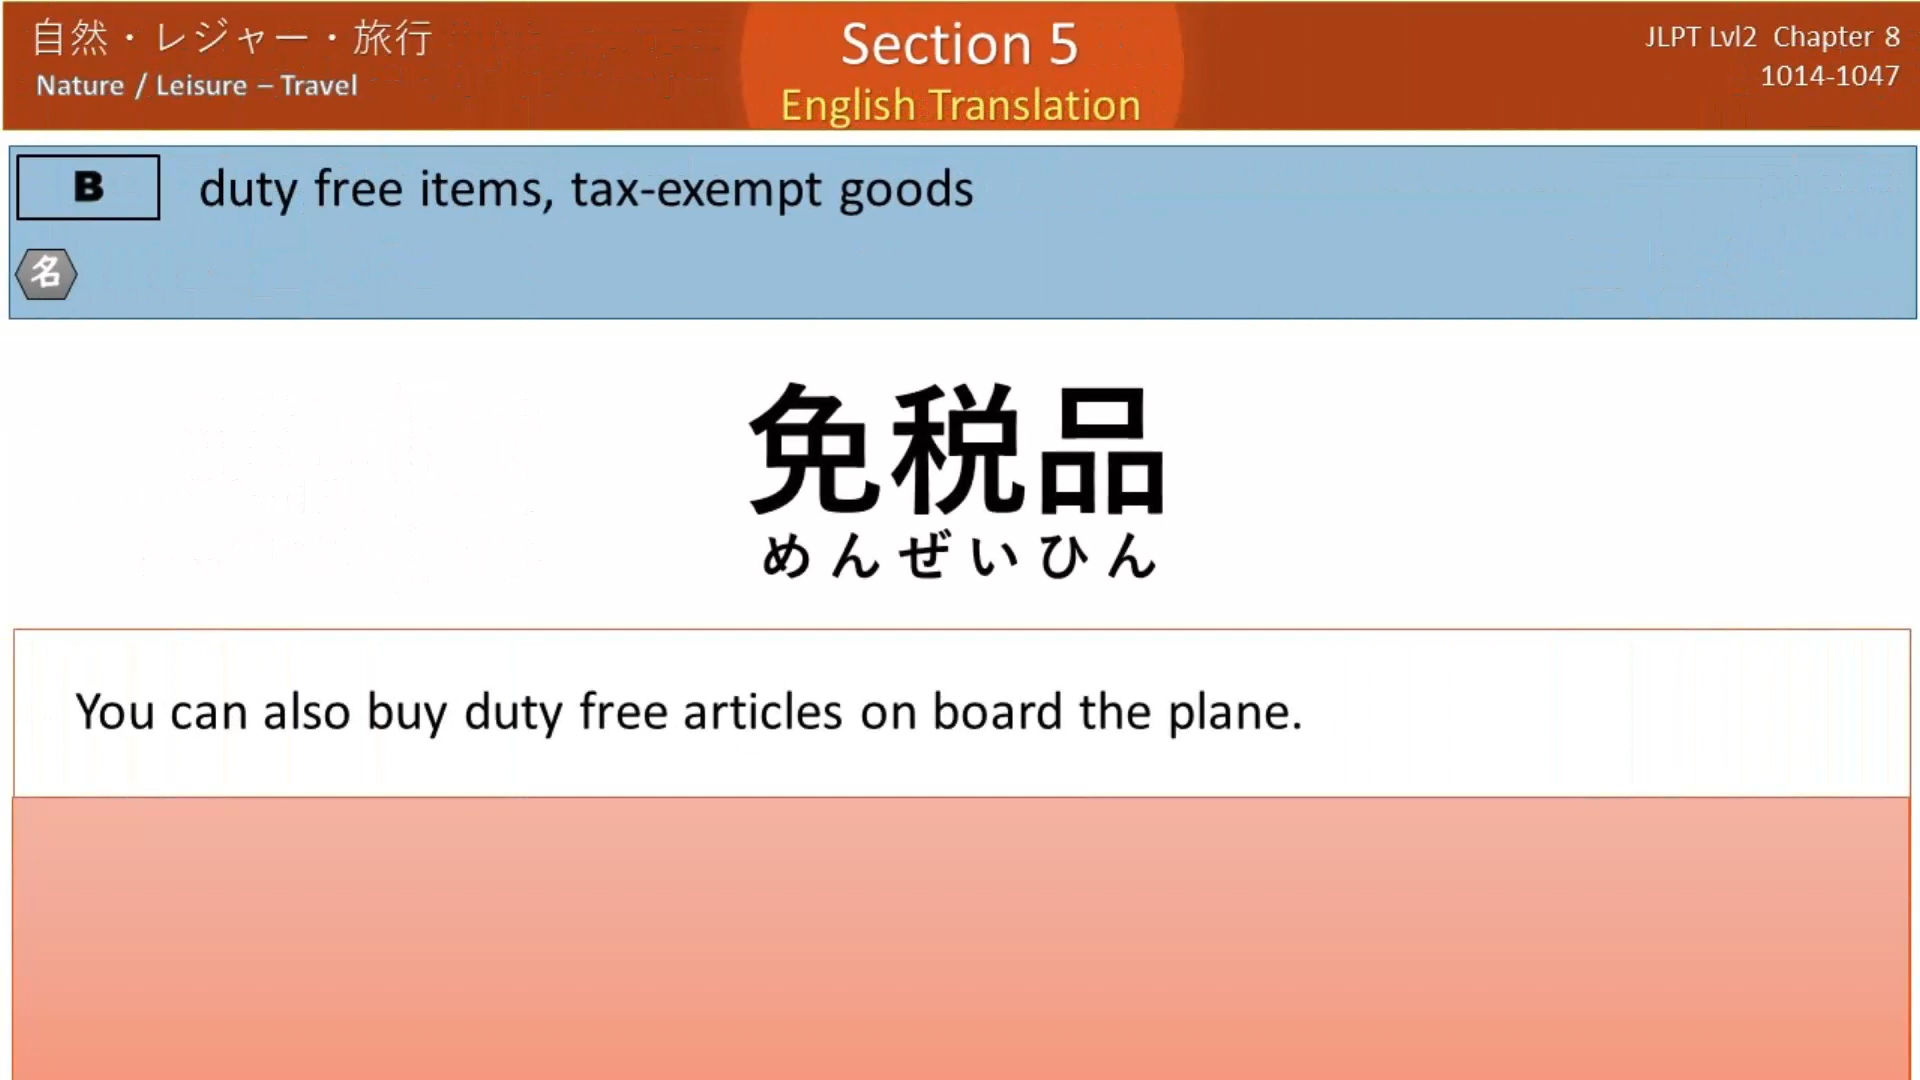 自然・レジャー・旅行
Nature / Leisure – Travel
Section 5
English Translation
JLPT Lvl2 Chapter 8
1014-1047
B duty free items, tax-exempt goods
名
免税品
めんぜいひん
You can also buy duty free articles on board the plane.